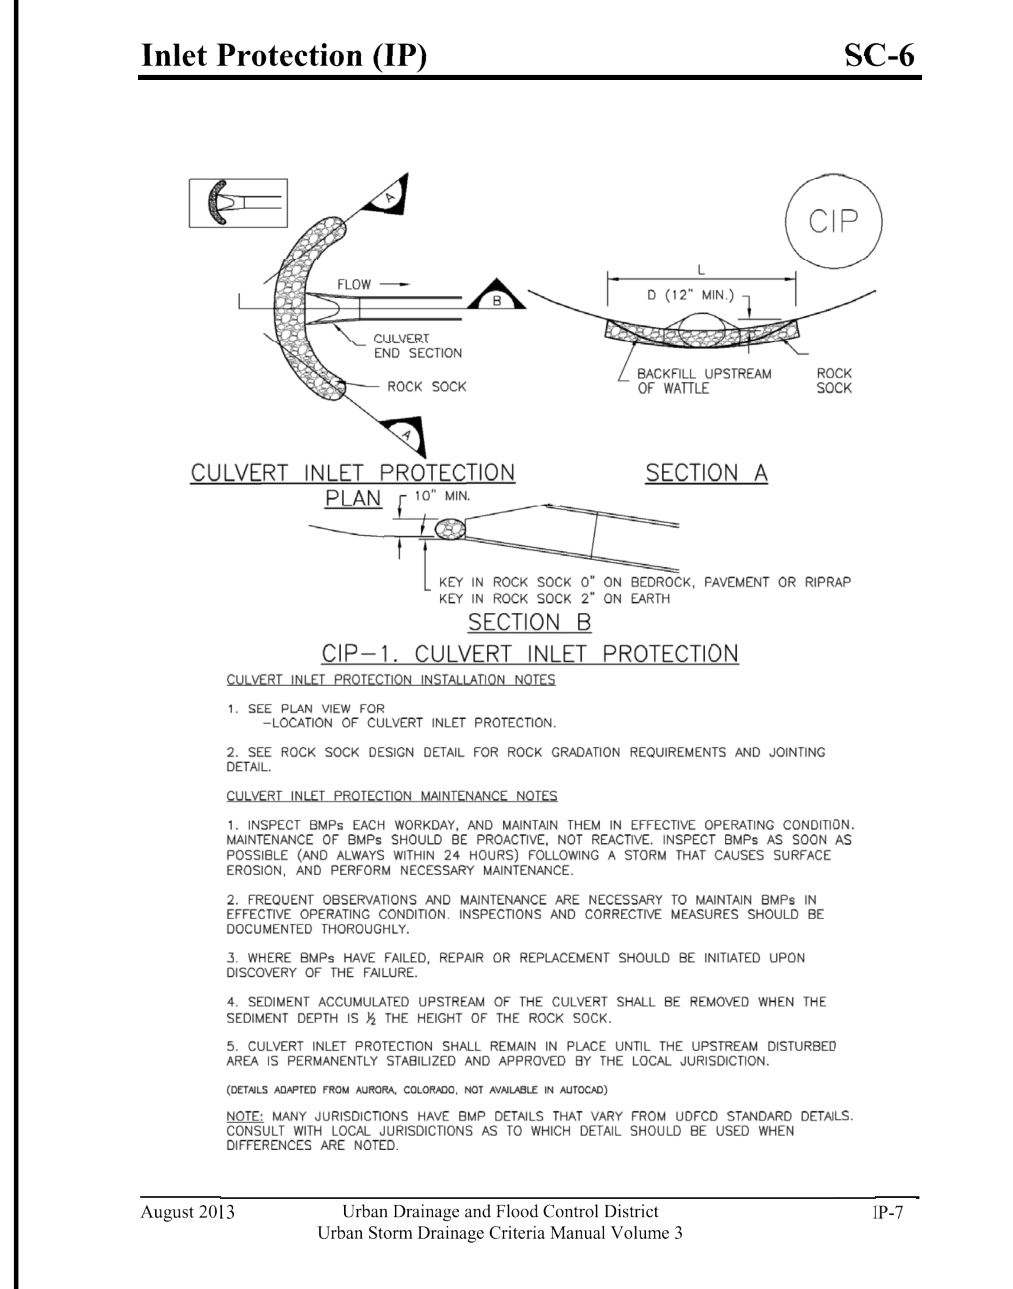 Inlet Protection (IP) SC-6
CIP
A
FLOW
B
CULVERT
END SECTION
ROCK SOCK
A
L
D (12" MIN.)
BACKFILL UPSTREAM
OF WATTLE
ROCK
SOCK
CULVERT INLET PROTECTION
PLAN
SECTION A
10" MIN.
KEY IN ROCK SOCK 0" ON BEDROCK, PAVEMENT OR RIPRAP
KEY IN ROCK SOCK 2" ON EARTH
SECTION B
CIP-1. CULVERT INLET PROTECTION
CULVERT INLET PROTECTION INSTALLATION NOTES
1. SEE PLAN VIEW FOR
-LOCATION OF CULVERT INLET PROTECTION.
2. SEE ROCK SOCK DESIGN DETAIL FOR ROCK GRADATION REQUIREMENTS AND JOINTING
DETAIL.
CULVERT INLET PROTECTION MAINTENANCE NOTES
1. INSPECT BMPs EACH WORKDAY, AND MAINTAIN THEM IN EFFECTIVE OPERATING CONDITION.
MAINTENANCE OF BMPs SHOULD BE PROACTIVE, NOT REACTIVE. INSPECT BMPs AS SOON AS
POSSIBLE (AND ALWAYS WITHIN 24 HOURS) FOLLOWING A STORM THAT CAUSES SURFACE
EROSION, AND PERFORM NECESSARY MAINTENANCE.
2. FREQUENT OBSERVATIONS AND MAINTENANCE ARE NECESSARY TO MAINTAIN BMPs IN
EFFECTIVE OPERATING CONDITION. INSPECTIONS AND CORRECTIVE MEASURES SHOULD BE
DOCUMENTED THOROUGHLY.
3. WHERE BMPs HAVE FAILED, REPAIR OR REPLACEMENT SHOULD BE INITIATED UPON
DISCOVERY OF THE FAILURE.
4. SEDIMENT ACCUMULATED UPSTREAM OF THE CULVERT SHALL BE REMOVED WHEN THE
SEDIMENT DEPTH IS ½ THE HEIGHT OF THE ROCK SOCK.
5. CULVERT INLET PROTECTION SHALL REMAIN IN PLACE UNTIL THE UPSTREAM DISTURBED
AREA IS PERMANENTLY STABILIZED AND APPROVED BY THE LOCAL JURISDICTION.
(DETAILS ADAPTED FROM AURORA, COLORADO, NOT AVAILABLE IN AUTOCAD)
NOTE: MANY JURISDICTIONS HAVE BMP DETAILS THAT VARY FROM UDFCD STANDARD DETAILS.
CONSULT WITH LOCAL JURISDICTIONS AS TO WHICH DETAIL SHOULD BE USED WHEN
DIFFERENCES ARE NOTED.
August 2013 Urban Drainage and Flood Control District IP-7
Urban Storm Drainage Criteria Manual Volume 3